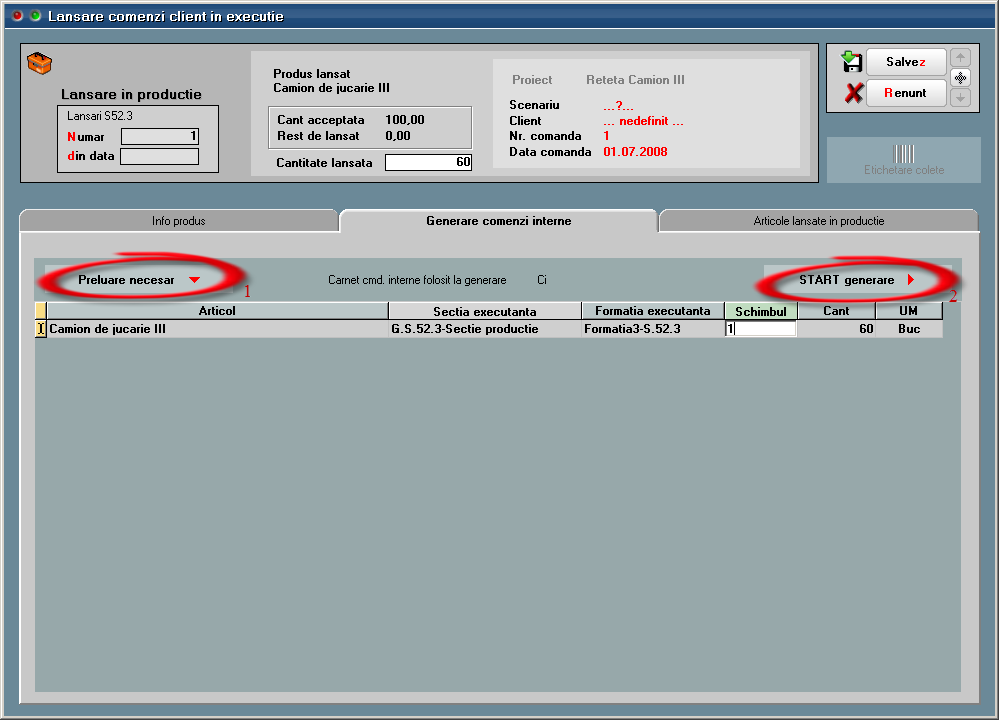 Lansare comenzi client in executie
Lansare in productie
Lansari S52.3
Numar 1
din data
Produs lansat
Camion de jucarie III
Cant acceptata 100,00
Rest de lansat 0,00
Cantitate lansata 60
Proiect Reteta Camion III
Scenariu ...?...
Client ... nedefinit ...
Nr. comanda 1
Data comanda 01.07.2008
Salvez
Renunt
Etichetare colete
Info produs Generare comenzi interne Articole lansate in productie
Preluare necesar 1 Carnet cmd. interne folosit la generare Ci START generare 2
Articol Sectia executanta Formatia executanta Schimbul Cant UM
Camion de jucarie III G.S.52.3-Sectie productie Formatia3-S.52.3 1 60 Buc